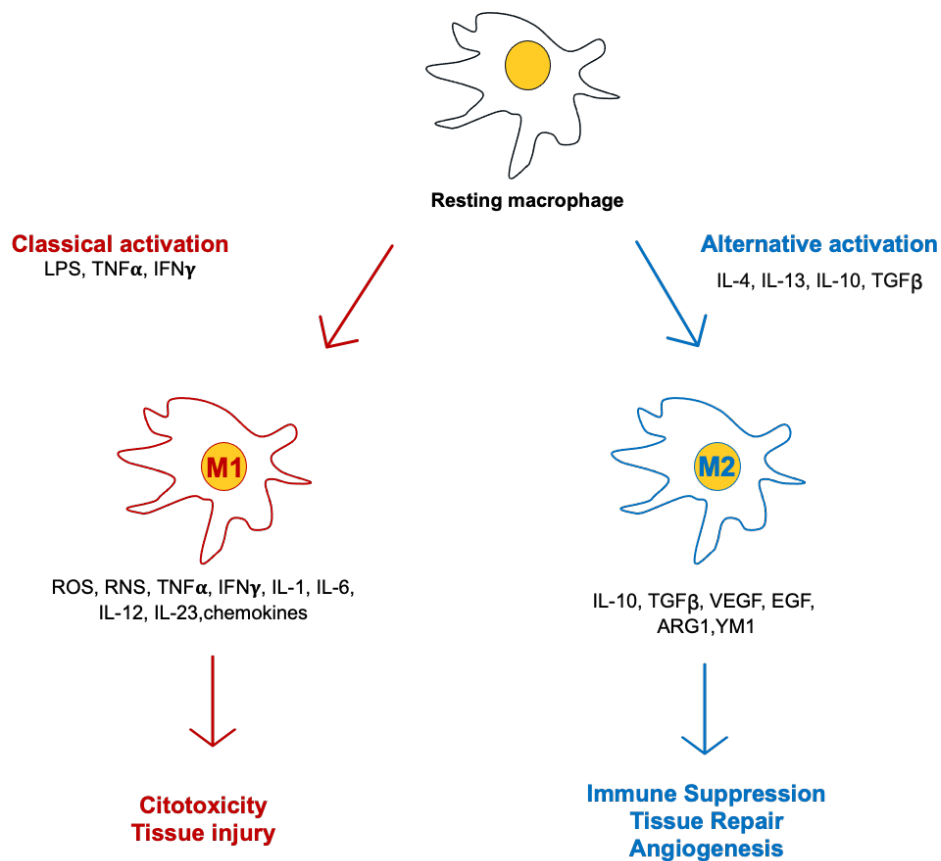 Resting macrophage
Classical activation
LPS, TNFα, IFNγ
Alternative activation
IL-4, IL-13, IL-10, TGFβ
M1
M2
ROS, RNS, TNFα, IFNγ, IL-1, IL-6,
IL-12, IL-23,chemokines
IL-10, TGFβ, VEGF, EGF,
ARG1,YM1
Citotoxicity
Tissue injury
Immune Suppression
Tissue Repair
Angiogenesis